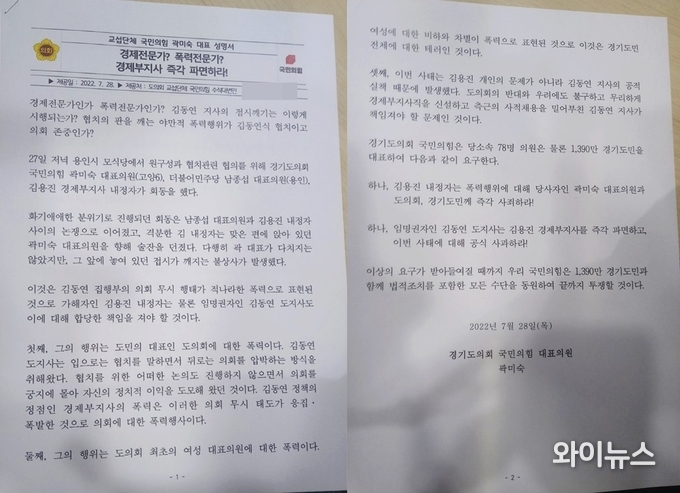 교섭단체 국민의힘 곽미숙 대표 성명서
경제전문가? 폭력전문가?
경제부지사 즉각 파면하라!
의회
국민의힘
▶ 제공일 : 2022. 7. 28. ▶ 제공처 : 도의회 교섭단체 국민의힘 수석대변인
경제전문가인가 폭력전문가인가? 김동연 지사의 접시깨기는 이렇게
시행되는가? 협치의 판을 깨는 야만적 폭력행위가 김동연식 협치이고
의회 존중인가?
27일 저녁 용인시 모식당에서 원구성과 협치관련 협의를 위해 경기도의회
국민의힘 곽미숙 대표의원(고양6), 더불어민주당 남종섭 대표의원(용인),
김용진 경제부지사 내정자가 회동을 했다.
화기애애한 분위기로 진행되던 회동은 남종섭 대표의원과 김용진 내정자
사이의 논쟁으로 이어졌고, 격분한 김 내정자는 맞은 편에 앉아 있던
곽미숙 대표의원을 향해 술잔을 던졌다. 다행히 곽 대표가 다치지는
않았지만, 그 앞에 놓여 있던 접시가 깨지는 불상사가 발생했다.
이것은 김동연 집행부의 의회 무시 행태가 적나라한 폭력으로 표현된
것으로 가해자인 김용진 내정자는 물론 임명권자인 김동연 도지사도
이에 대해 합당한 책임을 져야 할 것이다.
첫째, 그의 행위는 도민의 대표인 도의회에 대한 폭력이다. 김동연
도지사는 입으로는 협치를 말하면서 뒤로는 의회를 압박하는 방식을
취해왔다. 협치를 위한 어떠한 논의도 진행하지 않으면서 의회를
궁지에 몰아 자신의 정치적 이익을 도모해 왔던 것이다. 김동연 정책의
정점인 경제부지사의 폭력은 이러한 의회 무시 태도가 응집·
폭발한 것으로 의회에 대한 폭력행사이다.
둘째, 그의 행위는 도의회 최초의 여성 대표의원에 대한 폭력이다.
- 1 -
여성에 대한 비하와 차별이 폭력으로 표현된 것으로 이것은 경기도민
전체에 대한 테러인 것이다.
셋째, 이번 사태는 김용진 개인의 문제가 아니라 김동연 지사의 공적
실책 때문에 발생했다. 도의회의 반대와 우려에도 불구하고 무리하게
경제부지사직을 신설하고 측근의 사적채용을 밀어부친 김동연 지사가
책임져야 할 문제인 것이다.
경기도의회 국민의힘은 당소속 78명 의원은 물론 1,390만 경기도민을
대표하여 다음과 같이 요구한다.
하나, 김용진 내정자는 폭력행위에 대해 당사자인 곽미숙 대표의원과
도의회, 경기도민께 즉각 사죄하라!
하나, 임명권자인 김동연 도지사는 김용진 경제부지사를 즉각 파면하고,
이번 사태에 대해 공식 사과하라!
이상의 요구가 받아들여질 때까지 우리 국민의힘은 1,390만 경기도민과
함께 법적조치를 포함한 모든 수단을 동원하여 끝까지 투쟁할 것이다.
2022년 7월 28일(목)
경기도의회 국민의힘 대표의원
곽미숙
- 2 -
와이뉴스